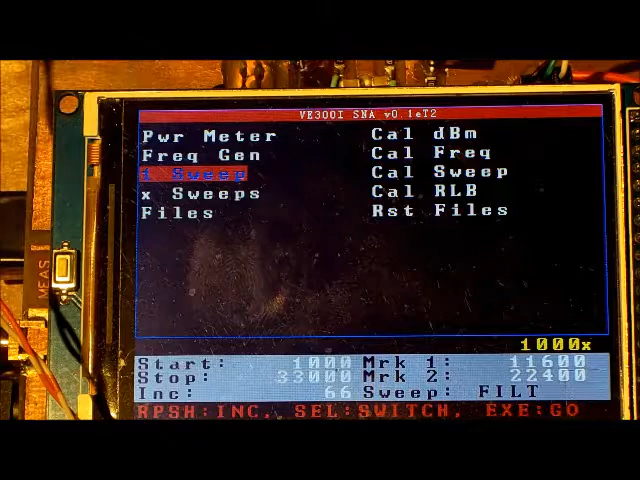 VE300I SNA v0.1eT2
Pwr Meter Cal dBm
Freq Gen Cal Freq
1 Sweep Cal Sweep
x Sweeps Cal RLB
Files Rst Files
1000x
Start: 1000 Mrk 1: 11600
Stop: 33000 Mrk 2: 22400
Inc: 66 Sweep: FILT
RPSH:INC, SEL:SWITCH, EXE:GO
MEAS